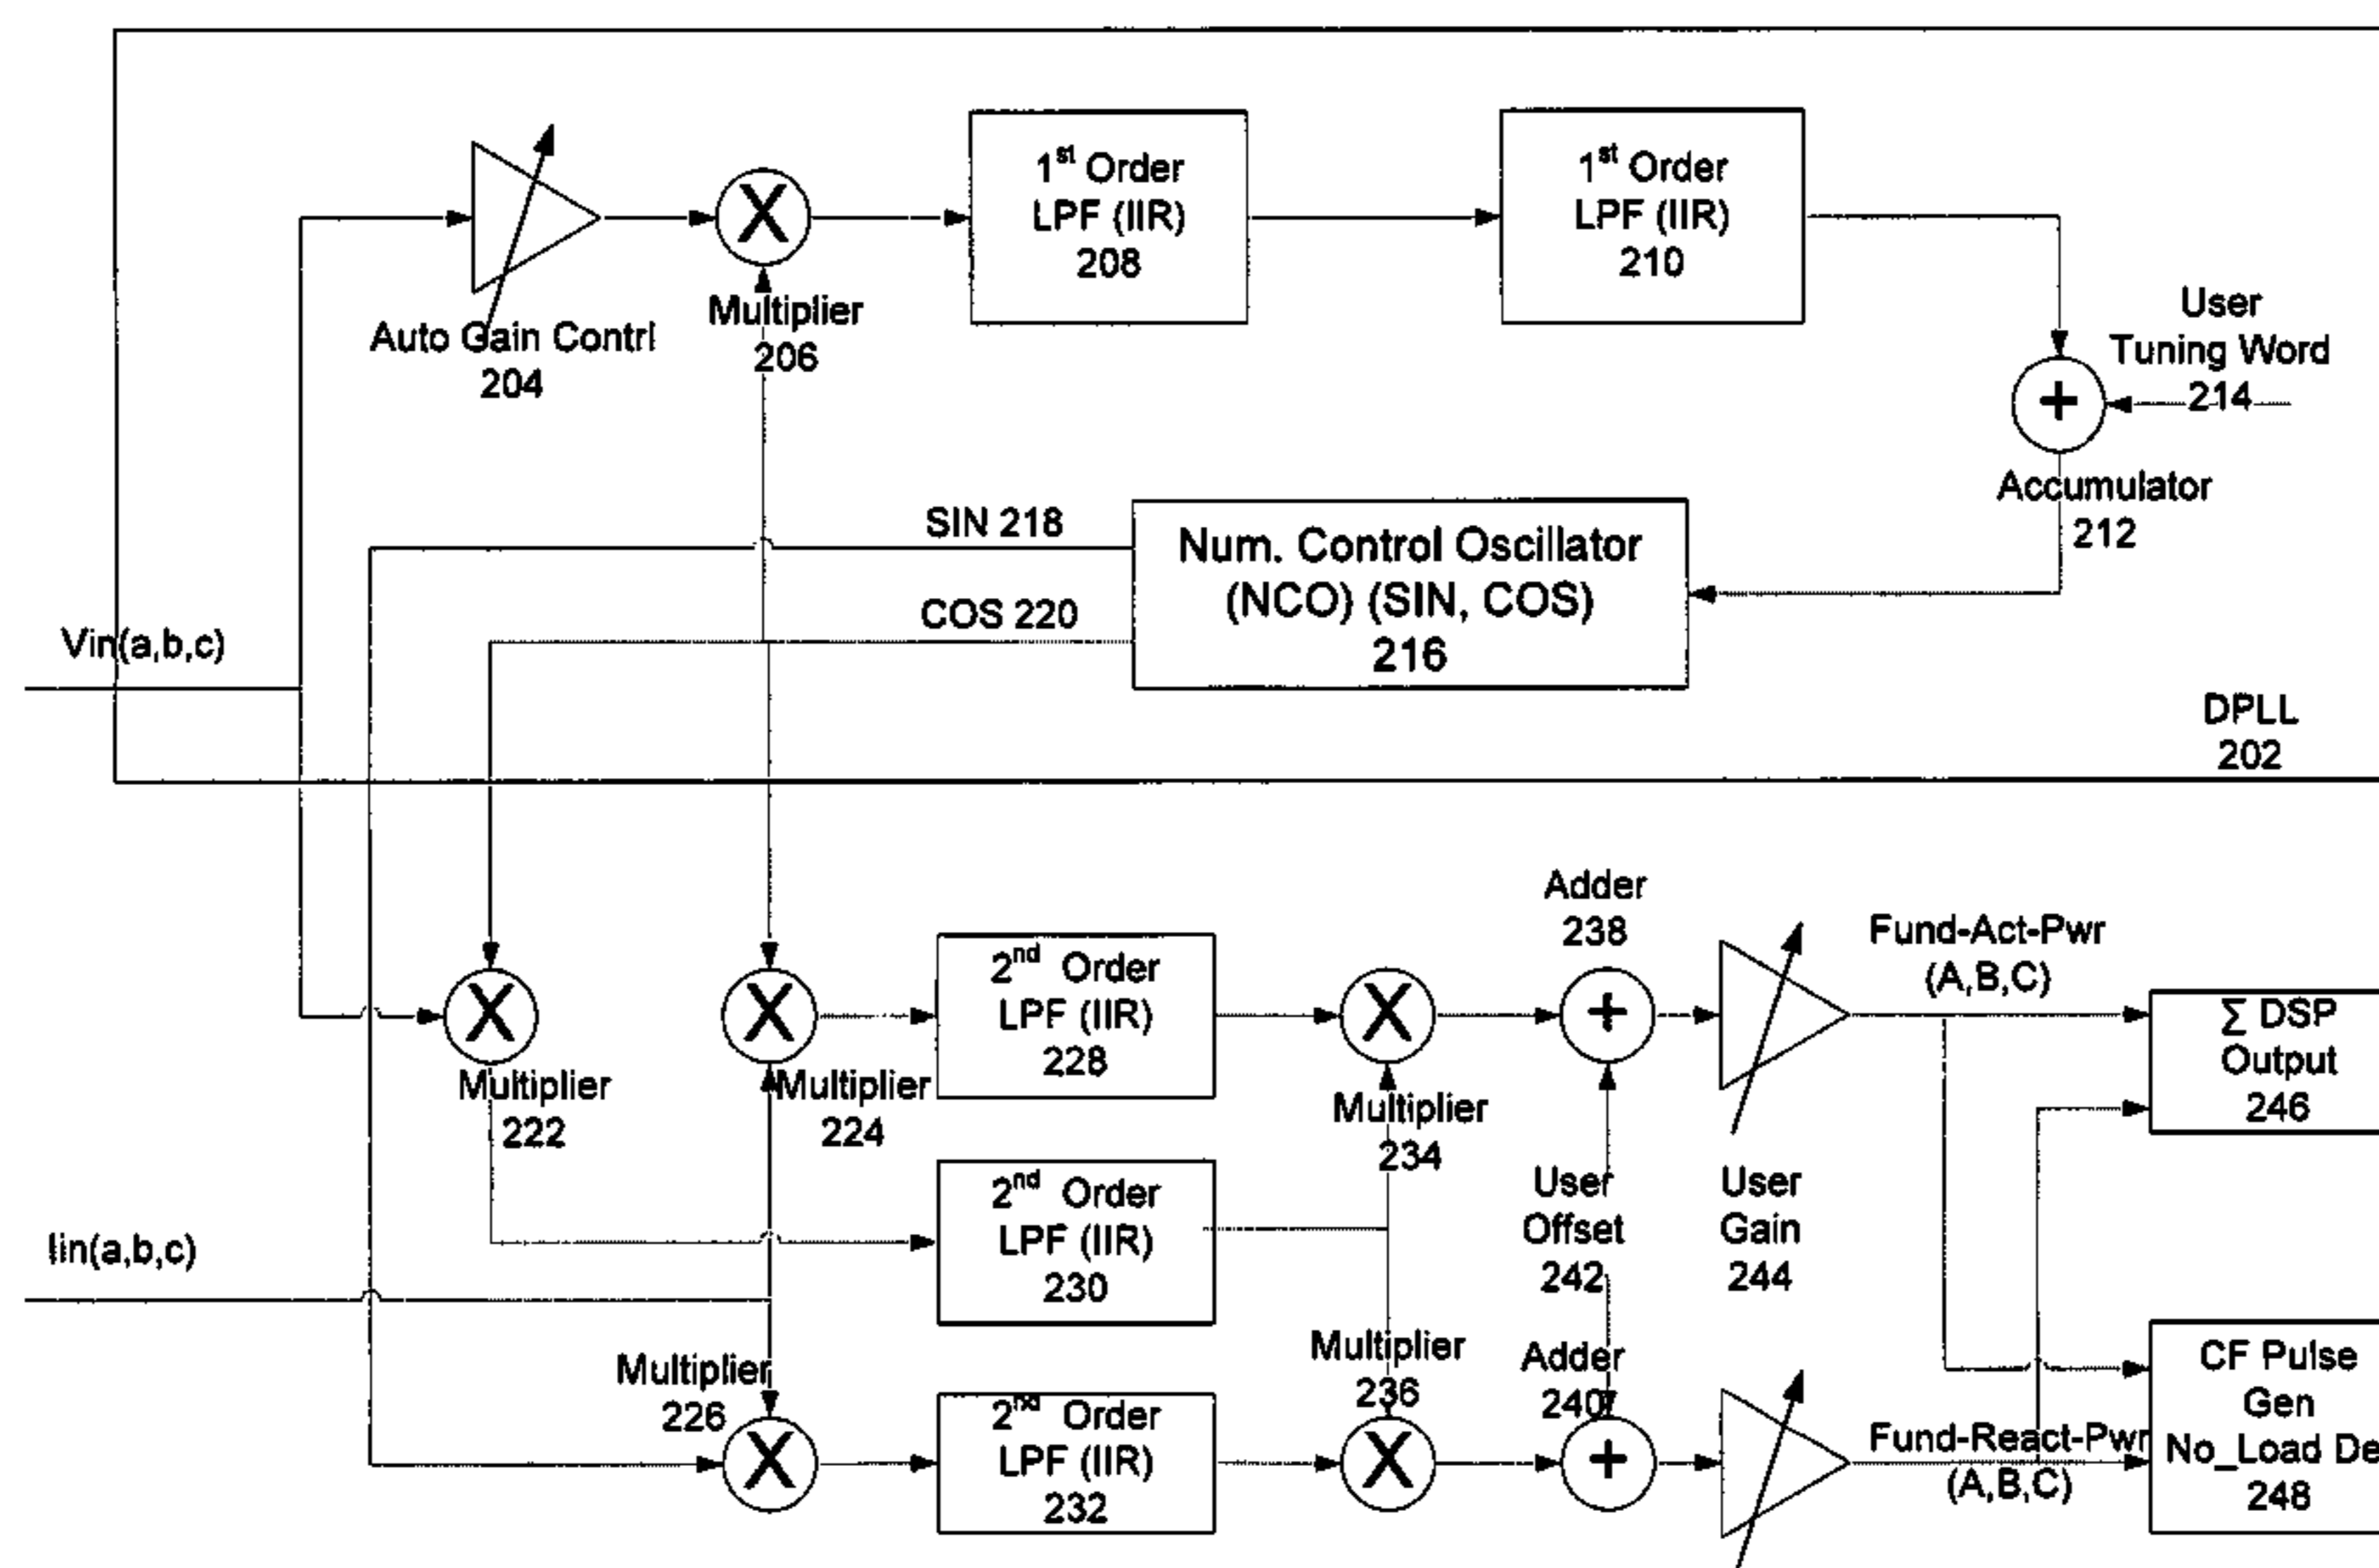 1st Order
LPF (IIR)
208
1st Order
LPF (IIR)
210
Auto Gain Contrl
204
Multiplier
206
User
Tuning Word
214
+
Accumulator
212
SIN 218
COS 220
Num. Control Oscillator
(NCO) (SIN, COS)
216
Vin(a,b,c)
DPLL
202
Multiplier
222
Multiplier
224
2nd Order
LPF (IIR)
228
Multiplier
234
Adder
238
+
Fund-Act-Pwr
(A,B,C)
∑ DSP
Output
246
2nd Order
LPF (IIR)
230
User
Offset
242
User
Gain
244
Iin(a,b,c)
Multiplier
226
2nd Order
LPF (IIR)
232
Multiplier
236
Adder
240
+
Fund-React-Pwr
(A,B,C)
CF Pulse
Gen
No_Load De
248